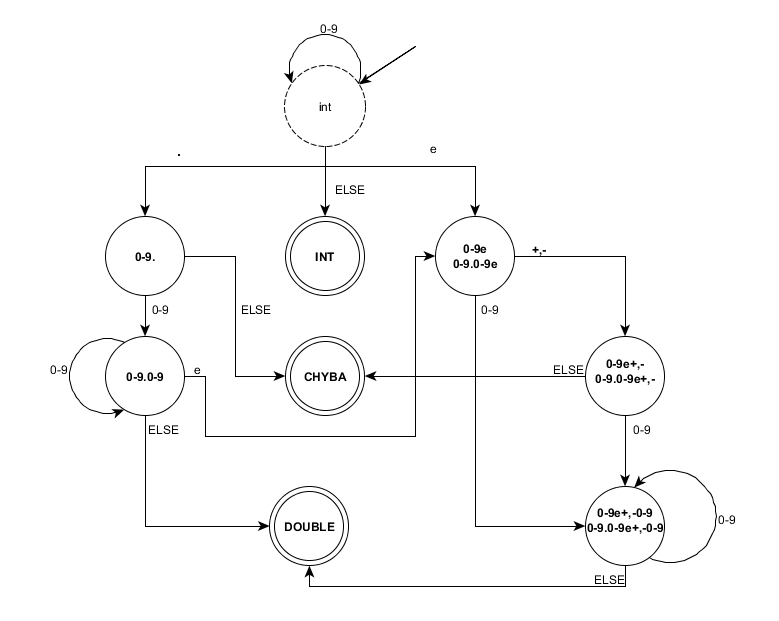 0-9
int
.
e
ELSE
0-9.
INT
0-9e
0-9.0-9e
+,-
0-9
ELSE
0-9
0-9
0-9.0-9
e
CHYBA
ELSE
0-9e+,-
0-9.0-9e+,-
ELSE
0-9
DOUBLE
0-9e+,-0-9
0-9.0-9e+,-0-9
0-9
ELSE